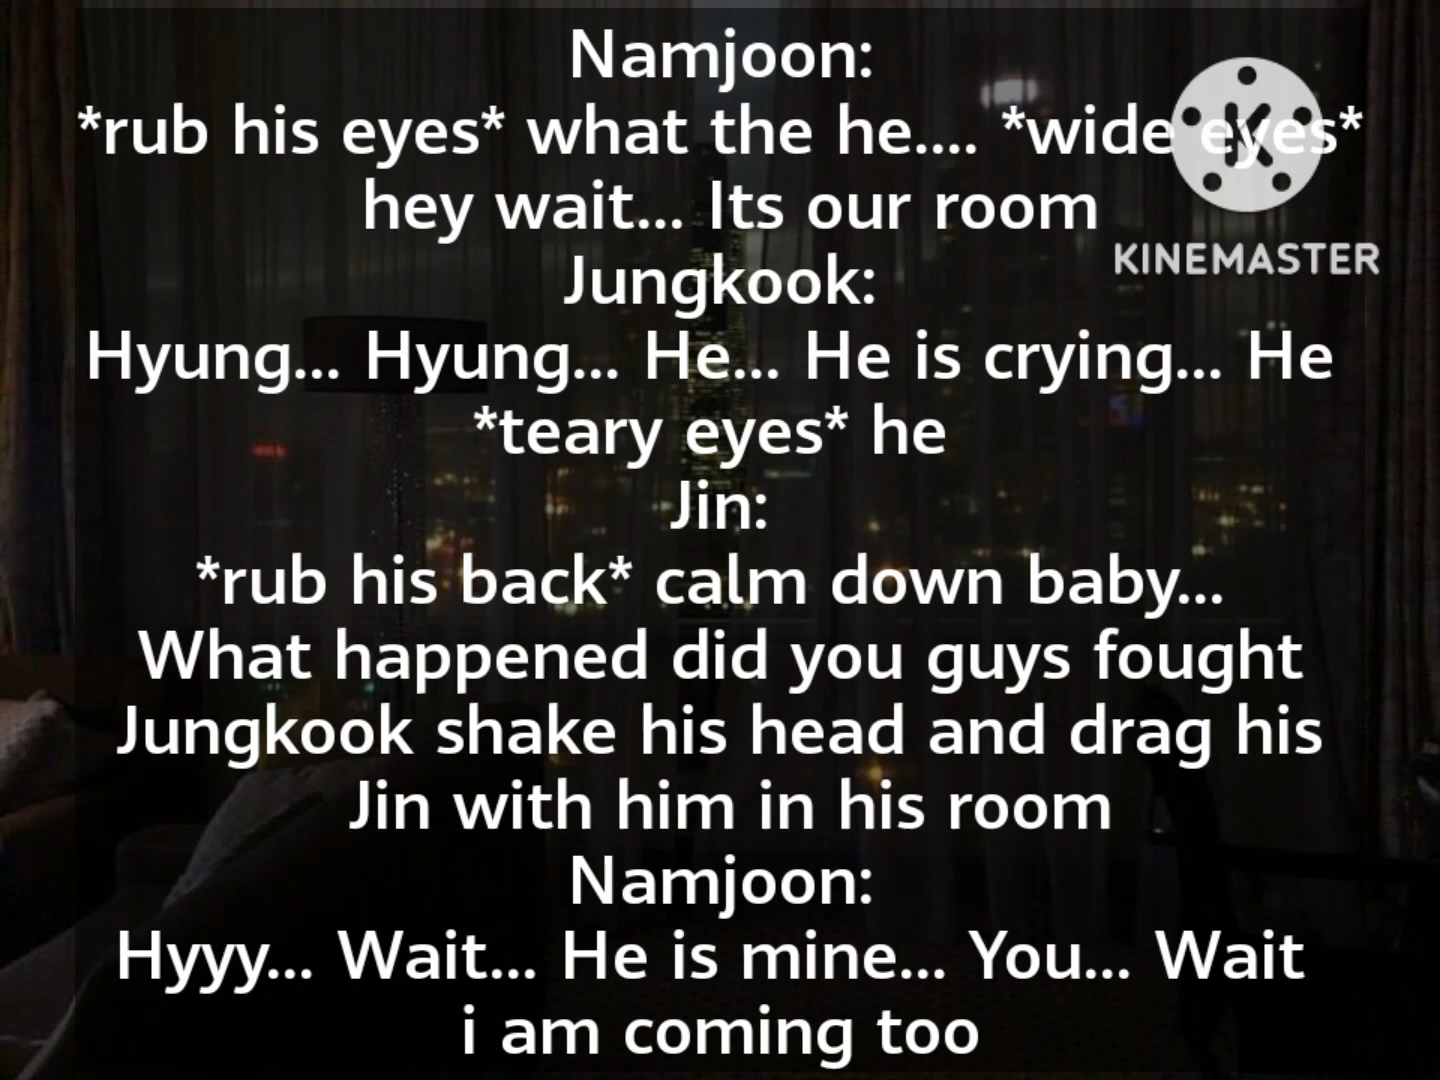 Namjoon:
*rub his eyes* what the he.... *wide eyes*
hey wait... Its our room
KINEMASTER
Jungkook:
Hyung... Hyung... He... He is crying... He
*teary eyes* he
Jin:
*rub his back* calm down baby...
What happened did you guys fought
Jungkook shake his head and drag his
Jin with him in his room
Namjoon:
Hyyy... Wait... He is mine... You... Wait
i am coming too